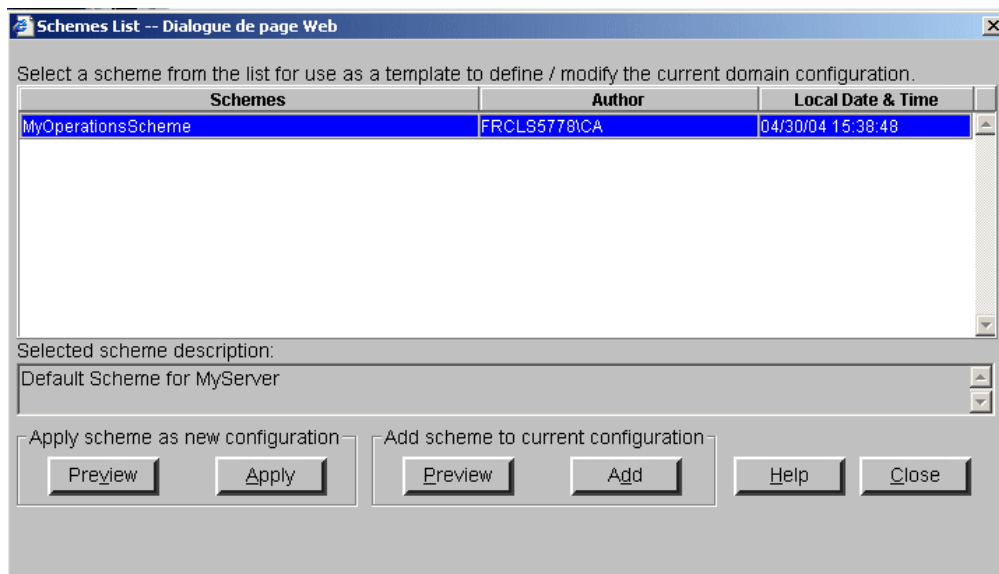 Schemes List -- Dialogue de page Web
Select a scheme from the list for use as a template to define / modify the current domain configuration.
Schemes Author Local Date & Time
MyOperationsScheme FRCLS5778\CA 04/30/04 15:38:48
Selected scheme description:
Default Scheme for MyServer
Apply scheme as new configuration Add scheme to current configuration
Preview Apply Preview Add Help Close